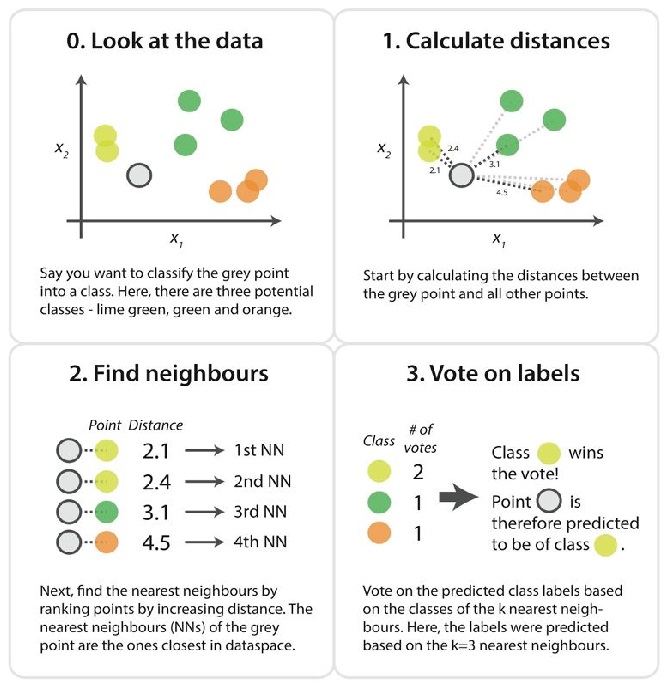 0. Look at the data
x2
x1
Say you want to classify the grey point
into a class. Here, there are three potential
classes - lime green, green and orange.
1. Calculate distances
x2
2.4
2.1
3.1
4.5
x1
Start by calculating the distances between
the grey point and all other points.
2. Find neighbours
Point Distance
2.1 1st NN
2.4 2nd NN
3.1 3rd NN
4.5 4th NN
Next, find the nearest neighbours by
ranking points by increasing distance. The
nearest neighbours (NNs) of the grey
point are the ones closest in dataspace.
3. Vote on labels
Class # of
votes
2
1
1
Class wins
the vote!
Point is
therefore predicted
to be of class .
Vote on the predicted class labels based
on the classes of the k nearest neigh-
bours. Here, the labels were predicted
based on the k=3 nearest neighbours.